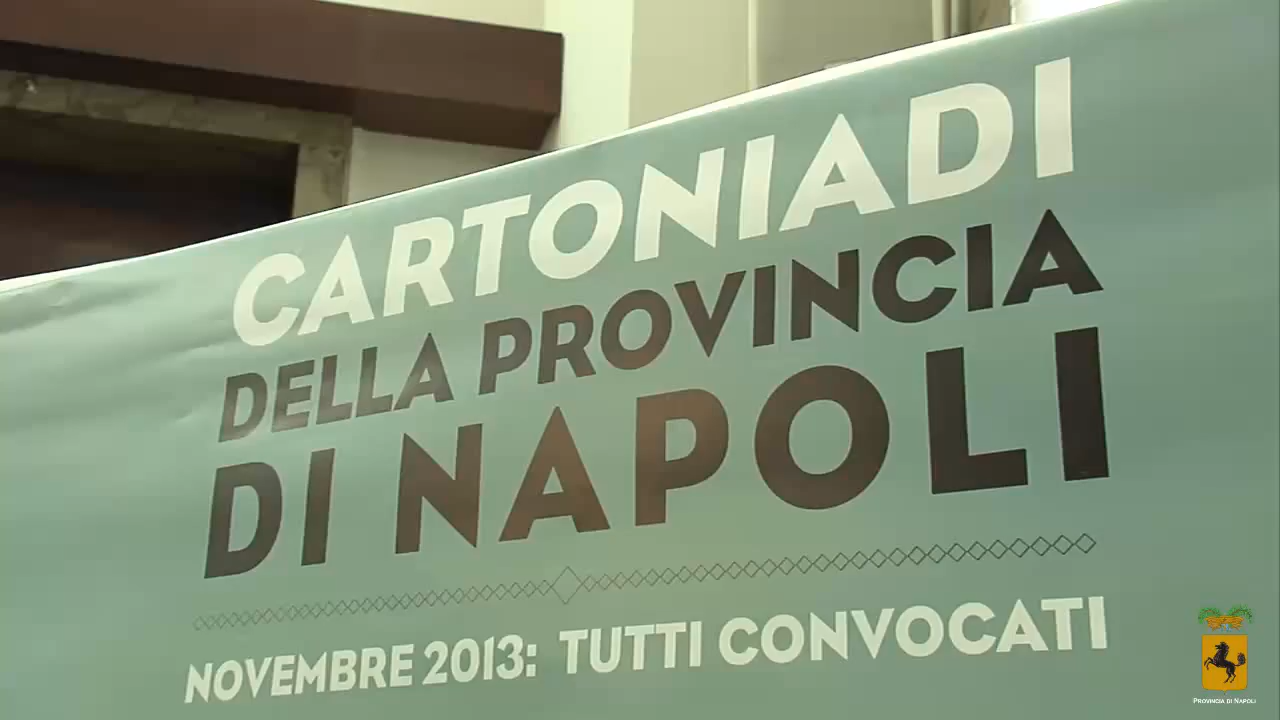 CARTONIADI
DELLA PROVINCIA
DI NAPOLI
NOVEMBRE 2013: TUTTI CONVOCATI
PROVINCIA DI NAPOLI